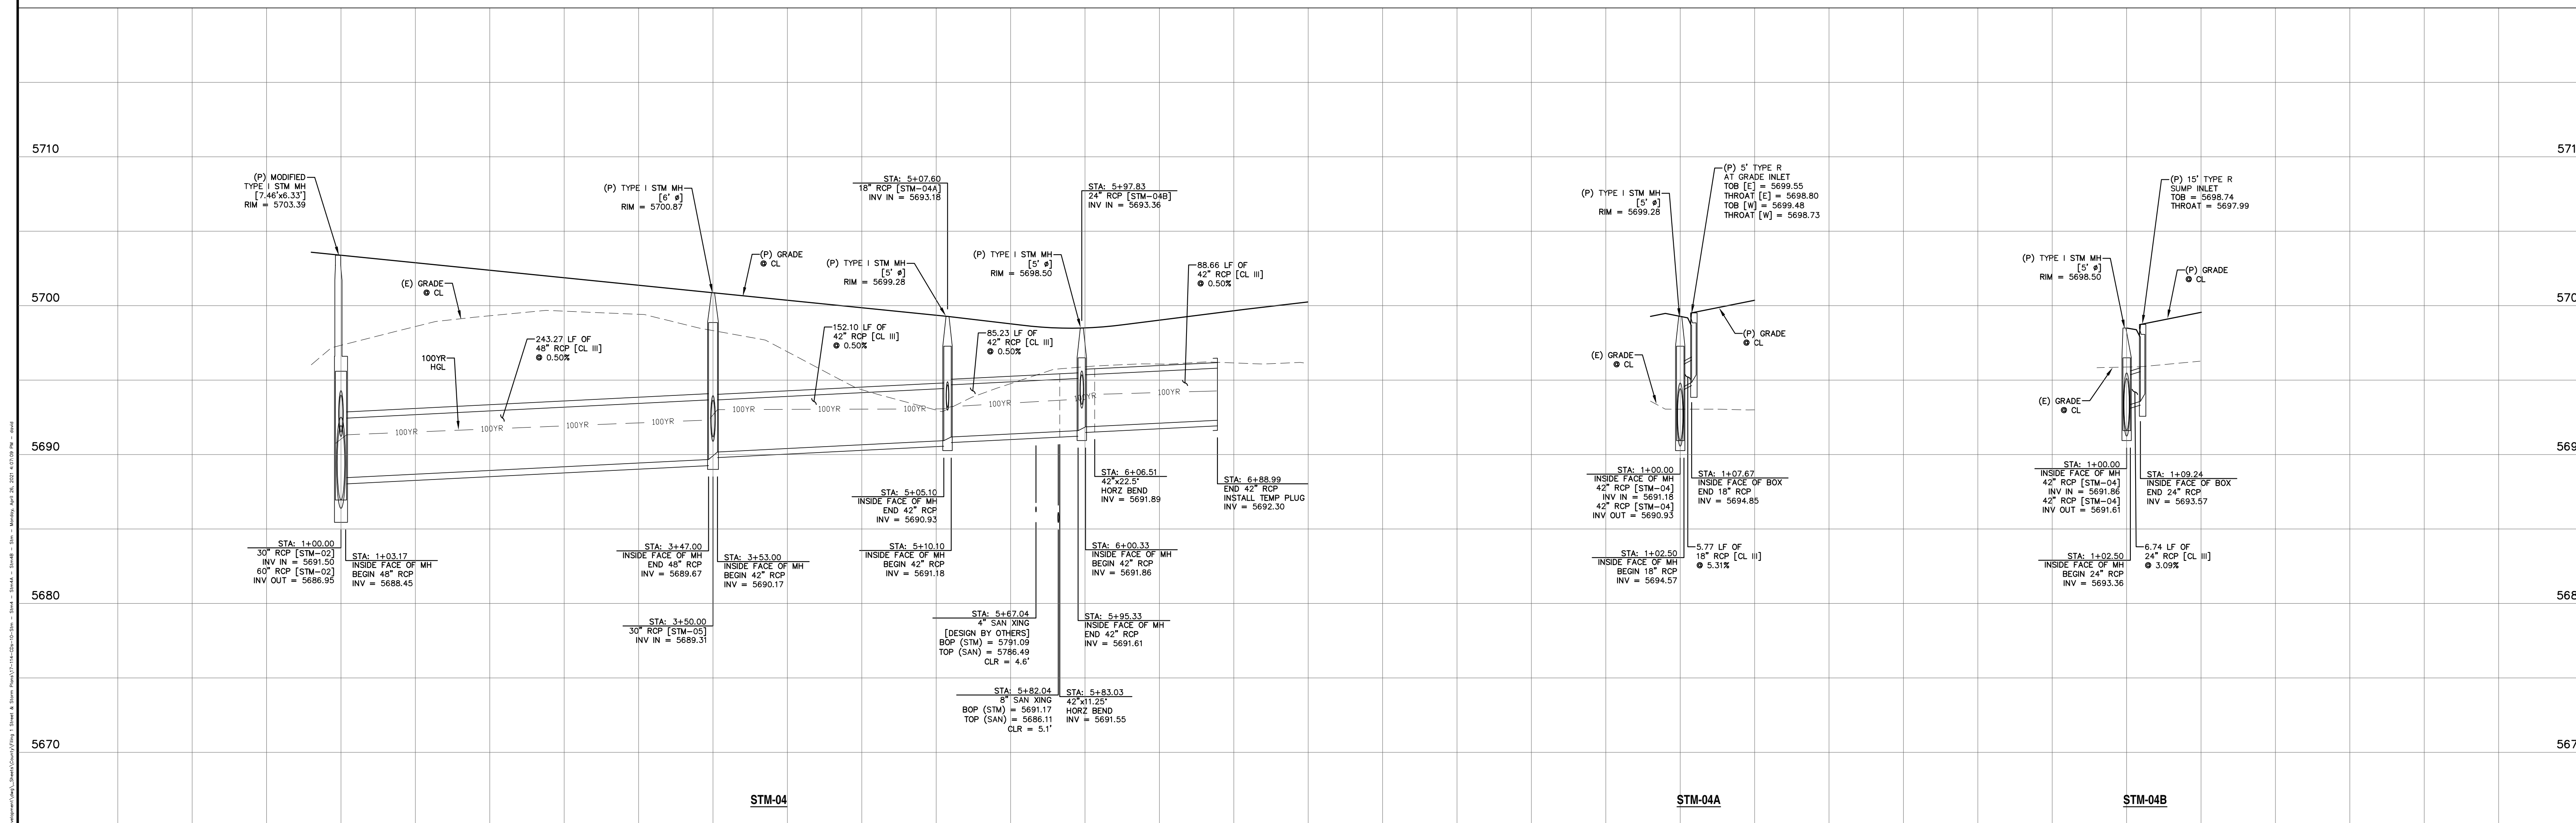 5710
5700
5690
5680
5670
(P) MODIFIED
TYPE I STM MH
[7.46'x6.33']
RIM = 5703.39
(E) GRADE
@ CL
100YR
HGL
243.27 LF OF
48" RCP [CL III]
@ 0.50%
(P) TYPE I STM MH
[6' ø]
RIM = 5700.87
(P) GRADE
@ CL
STA: 5+07.60
18" RCP [STM-04A]
INV IN = 5693.18
(P) TYPE I STM MH
[5' ø]
RIM = 5699.28
152.10 LF OF
42" RCP [CL III]
@ 0.50%
STA: 5+97.83
24" RCP [STM-04B]
INV IN = 5693.36
(P) TYPE I STM MH
[5' ø]
RIM = 5698.50
85.23 LF OF
42" RCP [CL III]
@ 0.50%
88.66 LF OF
42" RCP [CL III]
@ 0.50%
100YR
100YR
100YR
100YR
100YR
100YR
100YR
100YR
100YR
100YR
STA: 1+00.00
30" RCP [STM-02]
INV IN = 5691.50
60" RCP [STM-02]
INV OUT = 5686.95
STA: 1+03.17
INSIDE FACE OF MH
BEGIN 48" RCP
INV = 5688.45
STA: 3+47.00
INSIDE FACE OF MH
END 48" RCP
INV = 5689.67
STA: 3+53.00
INSIDE FACE OF MH
BEGIN 42" RCP
INV = 5690.17
STA: 3+50.00
30" RCP [STM-05]
INV IN = 5689.31
STA: 5+05.10
INSIDE FACE OF MH
END 42" RCP
INV = 5690.93
STA: 5+10.10
INSIDE FACE OF MH
BEGIN 42" RCP
INV = 5691.18
STA: 5+67.04
4" SAN XING
[DESIGN BY OTHERS]
BOP (STM) = 5791.09
TOP (SAN) = 5786.49
CLR = 4.6'
STA: 5+82.04
8" SAN XING
BOP (STM) = 5691.17
TOP (SAN) = 5686.11
CLR = 5.1'
STA: 5+83.03
42"x11.25°
HORZ BEND
INV = 5691.55
STA: 5+95.33
INSIDE FACE OF MH
END 42" RCP
INV = 5691.61
STA: 6+00.33
INSIDE FACE OF MH
BEGIN 42" RCP
INV = 5691.86
STA: 6+06.51
42"x22.5°
HORZ BEND
INV = 5691.89
STA: 6+88.99
END 42" RCP
INSTALL TEMP PLUG
INV = 5692.30
STM-04
(P) TYPE I STM MH
[5' ø]
RIM = 5699.28
(P) 5' TYPE R
AT GRADE INLET
TOB [E] = 5699.55
THROAT [E] = 5698.80
TOB [W] = 5699.48
THROAT [W] = 5698.73
(P) GRADE
@ CL
(E) GRADE
@ CL
STA: 1+00.00
INSIDE FACE OF MH
42" RCP [STM-04]
INV IN = 5691.18
42" RCP [STM-04]
INV OUT = 5690.93
STA: 1+02.50
INSIDE FACE OF MH
BEGIN 18" RCP
INV = 5694.57
STA: 1+07.67
INSIDE FACE OF BOX
END 18" RCP
INV = 5694.85
5.77 LF OF
18" RCP [CL III]
@ 5.31%
STM-04A
(P) TYPE I STM MH
[5' ø]
RIM = 5698.50
(P) 15' TYPE R
SUMP INLET
TOB = 5698.74
THROAT = 5697.99
(P) GRADE
@ CL
(E) GRADE
@ CL
STA: 1+00.00
INSIDE FACE OF MH
42" RCP [STM-04]
INV IN = 5691.86
42" RCP [STM-04]
INV OUT = 5691.61
STA: 1+02.50
INSIDE FACE OF MH
BEGIN 24" RCP
INV = 5693.36
STA: 1+09.24
INSIDE FACE OF BOX
END 24" RCP
INV = 5693.57
6.74 LF OF
24" RCP [CL III]
@ 3.09%
STM-04B
571
570
569
568
567